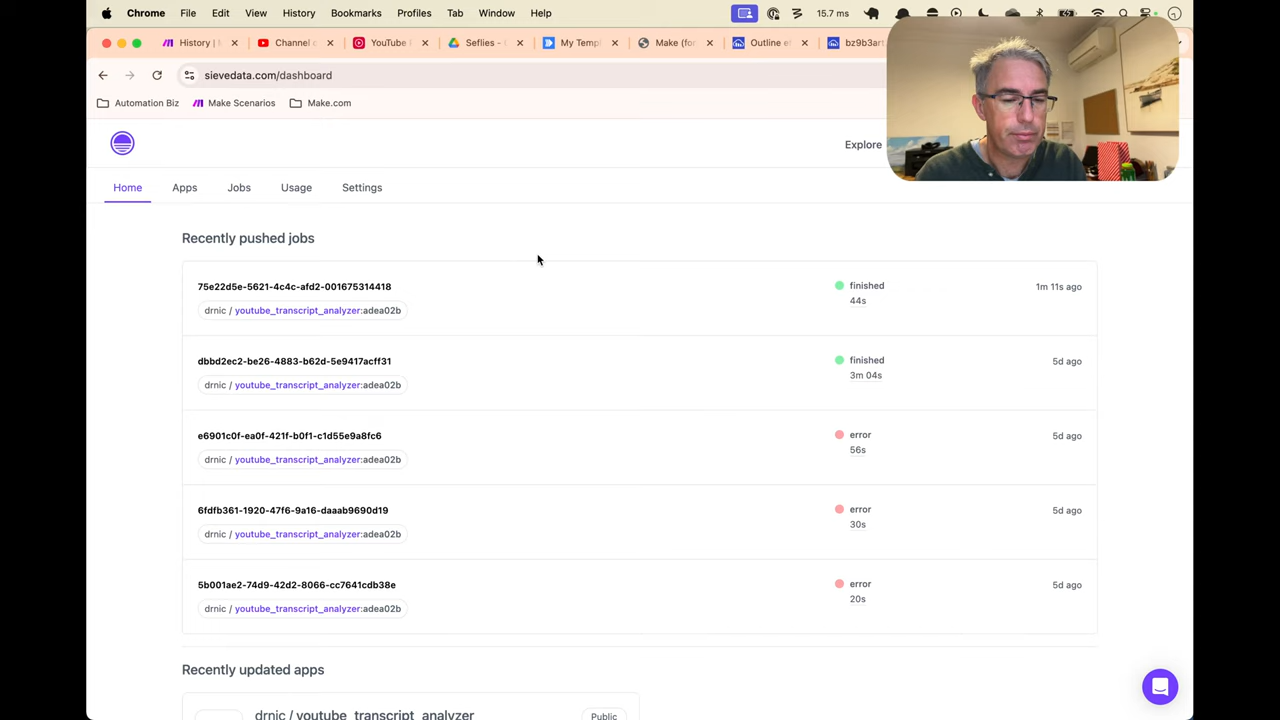 Chrome File Edit View History Bookmarks Profiles Tab Window Help 15.7 ms
History | Channel c YouTube Seflies - My Temp Make (fo Outline e bz9b3art
sievedata.com/dashboard
Automation Biz Make Scenarios Make.com
Explore
Home Apps Jobs Usage Settings
Recently pushed jobs
75e22d5e-5621-4c4c-afd2-001675314418 finished 1m 11s ago
44s
drnic / youtube_transcript_analyzer:adea02b
dbbd2ec2-be26-4883-b62d-5e9417acff31 finished 5d ago
3m 04s
drnic / youtube_transcript_analyzer:adea02b
e6901c0f-ea0f-421f-b0f1-c1d55e9a8fc6 error 5d ago
56s
drnic / youtube_transcript_analyzer:adea02b
6fdfb361-1920-47f6-9a16-daaab9690d19 error 5d ago
30s
drnic / youtube_transcript_analyzer:adea02b
5b001ae2-74d9-42d2-8066-cc7641cdb38e error 5d ago
20s
drnic / youtube_transcript_analyzer:adea02b
Recently updated apps
drnic / youtube_transcript_analyzer Public